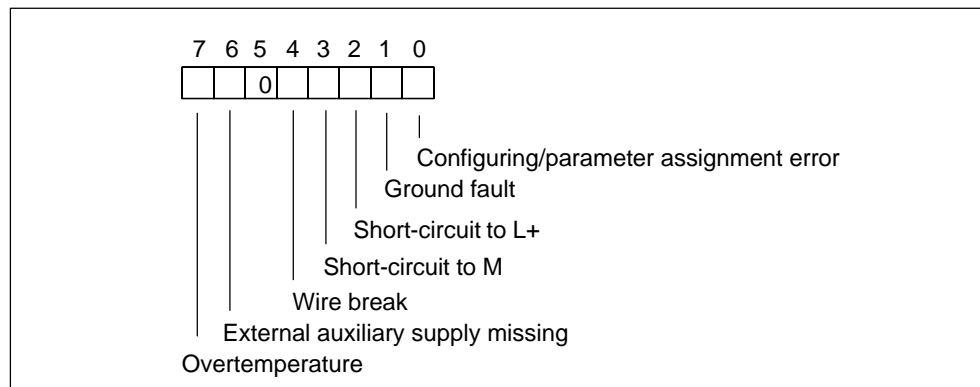 7 6 5 4 3 2 1 0
0
Configuring/parameter assignment error
Ground fault
Short-circuit to L+
Short-circuit to M
Wire break
External auxiliary supply missing
Overtemperature